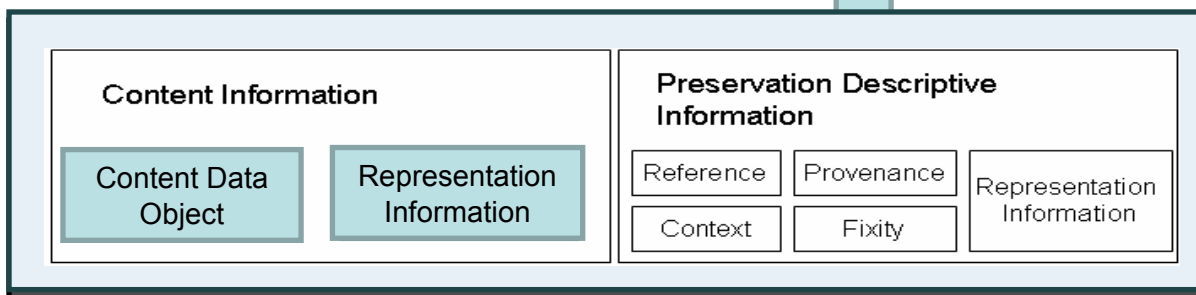 Content Information
Content Data
Object
Representation
Information
Preservation Descriptive
Information
Reference
Provenance
Context
Fixity
Representation
Information